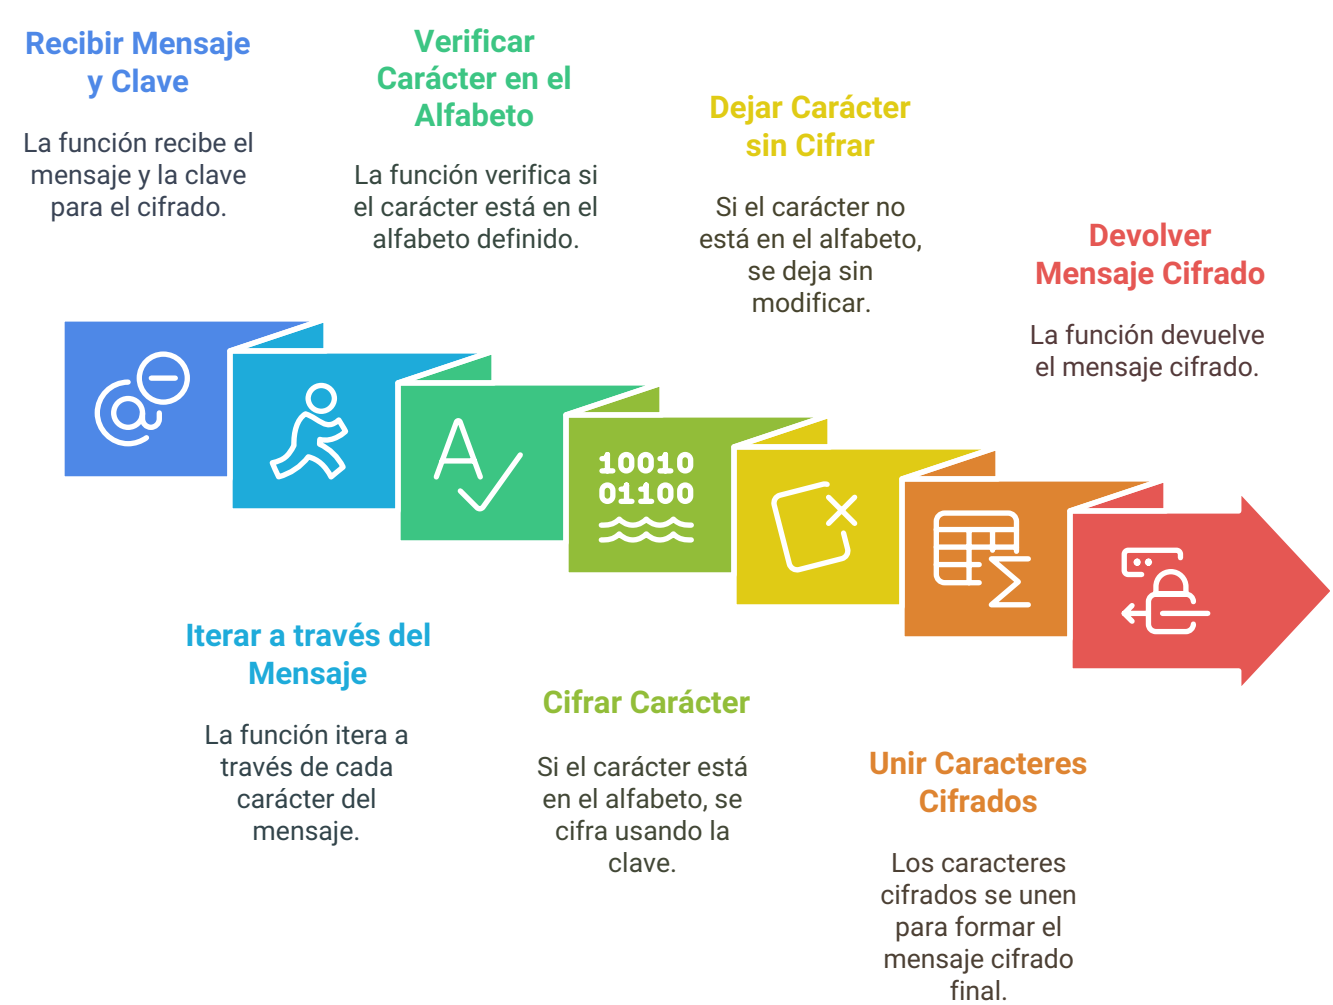 Recibir Mensaje
y Clave
La función recibe el
mensaje y la clave
para el cifrado.
Iterar a través del
Mensaje
La función itera a
través de cada
carácter del
mensaje.
Verificar
Carácter en el
Alfabeto
La función verifica si
el carácter está en el
alfabeto definido.
A
Cifrar Carácter
Si el carácter está
en el alfabeto, se
cifra usando la
clave.
10010
01100
Dejar Carácter
sin Cifrar
Si el carácter no
está en el alfabeto,
se deja sin
modificar.
Unir Caracteres
Cifrados
Los caracteres
cifrados se unen
para formar el
mensaje cifrado
final.
Devolver
Mensaje Cifrado
La función devuelve
el mensaje cifrado.